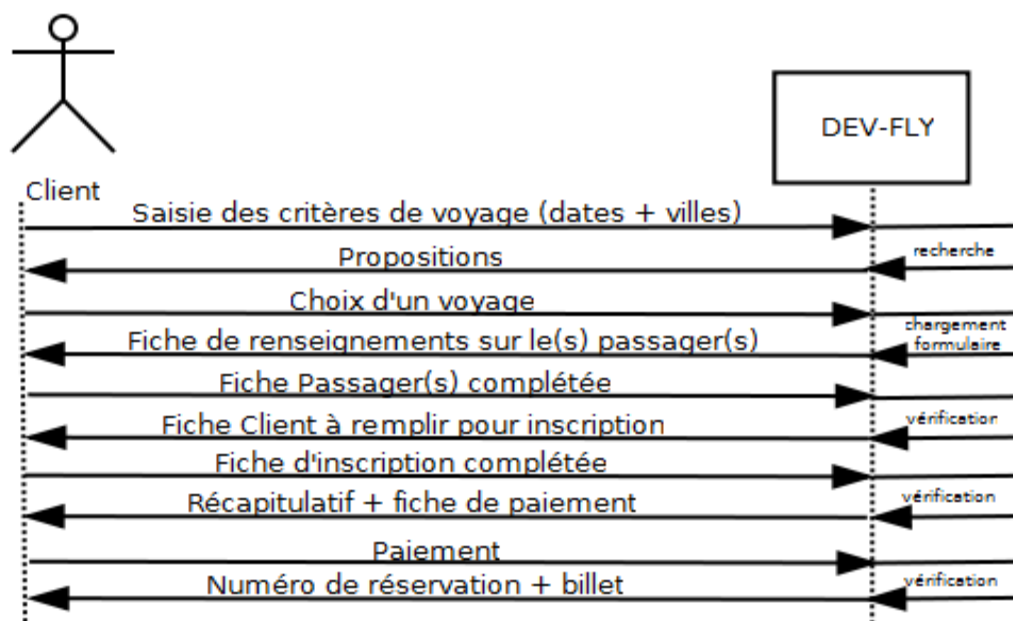 DEV-FLY
Client
Saisie des critères de voyage (dates + villes)
Propositions
recherche
Choix d'un voyage
Fiche de renseignements sur le(s) passager(s)
chargement
formulaire
Fiche Passager(s) complétée
Fiche Client à remplir pour inscription
vérification
Fiche d'inscription complétée
Récapitulatif + fiche de paiement
vérification
Paiement
Numéro de réservation + billet
vérification